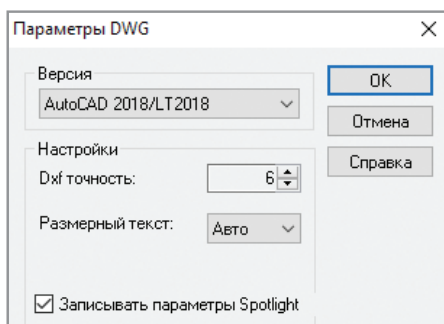 Параметры DWG
Версия
AutoCAD 2018/LT2018
OK
Отмена
Справка
Настройки
Dxf точность:
6
Размерный текст:
Авто
Записывать параметры Spotlight